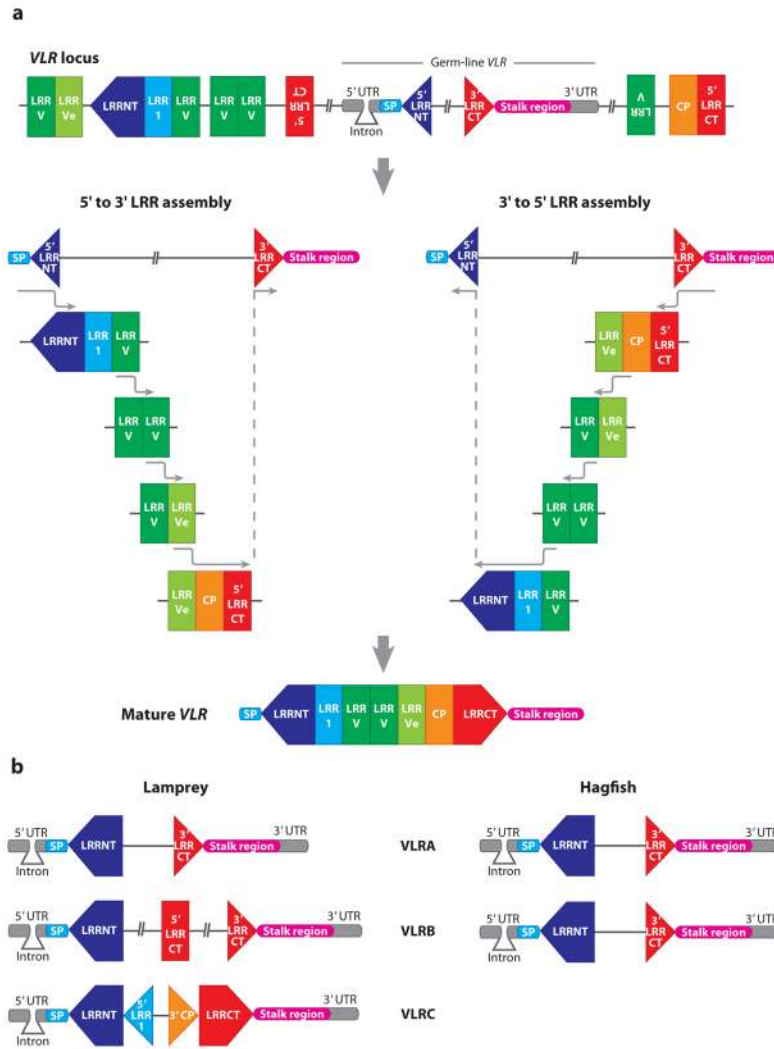 a
VLR locus
Germ-line VLR
LRR V
LRR Ve
LRRNT
LRR 1
LRR V
LRR V
LRR V
5' LRR CT
5' UTR
Intron
SP
5' LRR NT
3' LRR CT
Stalk region
3' UTR
LRR V
CP
5' LRR CT
5' to 3' LRR assembly
3' to 5' LRR assembly
SP
5' LRR NT
3' LRR CT
Stalk region
SP
5' LRR NT
3' LRR CT
Stalk region
LRRNT
LRR 1
LRR V
LRR Ve
CP
5' LRR CT
LRR V
LRR V
LRR V
LRR Ve
LRR V
LRR Ve
LRR V
LRR V
LRR Ve
CP
5' LRR CT
LRRNT
LRR 1
LRR V
Mature VLR
SP
LRRNT
LRR 1
LRR V
LRR V
LRR Ve
CP
LRRCT
Stalk region
b
Lamprey
Hagfish
5' UTR
Intron
SP
LRRNT
3' LRR CT
Stalk region
3' UTR
VLRA
5' UTR
Intron
SP
LRRNT
3' LRR CT
Stalk region
3' UTR
5' UTR
Intron
SP
LRRNT
5' LRR CT
3' LRR CT
Stalk region
3' UTR
VLRB
5' UTR
Intron
SP
LRRNT
3' LRR CT
Stalk region
3' UTR
5' UTR
Intron
SP
LRRNT
5' LRR 1
3' CP
LRRCT
Stalk region
3' UTR
VLRC